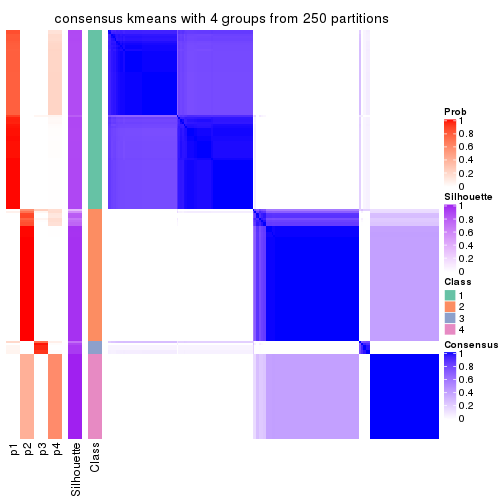 consensus kmeans with 4 groups from 250 partitions
Prob
1
0.8
0.6
0.4
0.2
0
Silhouette
1
0.8
0.6
0.4
0.2
0
Class
1
2
3
4
Consensus
1
0.8
0.6
0.4
0.2
0
p1
p2
p3
p4
Silhouette
Class